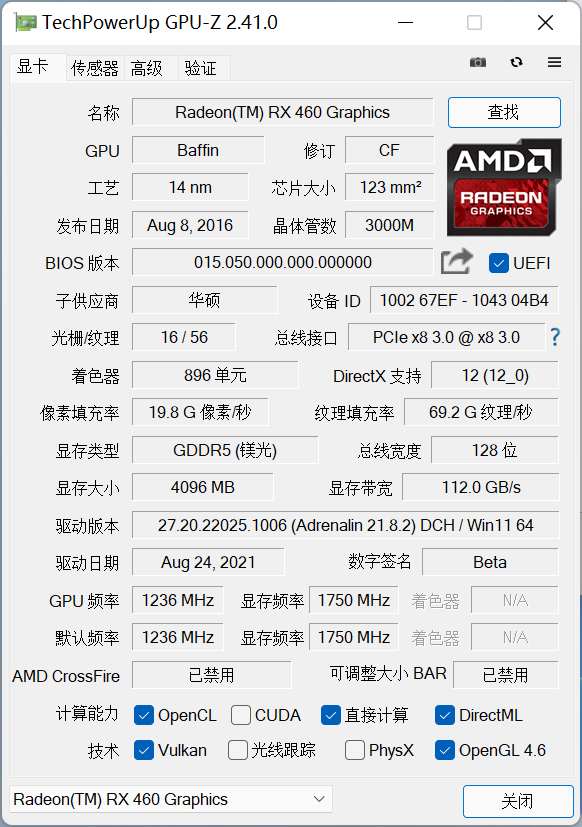 TechPowerUp GPU-Z 2.41.0
显卡 传感器 高级 验证
名称 Radeon(TM) RX 460 Graphics 查找
GPU Baffin 修订 CF
AMD
RADEON
GRAPHICS
工艺 14 nm 芯片大小 123 mm²
发布日期 Aug 8, 2016 晶体管数 3000M
BIOS 版本 015.050.000.000.000000 UEFI
子供应商 华硕 设备 ID 1002 67EF - 1043 04B4
光栅/纹理 16 / 56 总线接口 PCIe x8 3.0 @ x8 3.0 ?
着色器 896 单元 DirectX 支持 12 (12_0)
像素填充率 19.8 G 像素/秒 纹理填充率 69.2 G 纹理/秒
显存类型 GDDR5 (镁光) 总线宽度 128 位
显存大小 4096 MB 显存带宽 112.0 GB/s
驱动版本 27.20.22025.1006 (Adrenalin 21.8.2) DCH / Win11 64
驱动日期 Aug 24, 2021 数字签名 Beta
GPU 频率 1236 MHz 显存频率 1750 MHz 着色器 N/A
默认频率 1236 MHz 显存频率 1750 MHz 着色器 N/A
AMD CrossFire 已禁用 可调整大小 BAR 已禁用
计算能力 OpenCL CUDA 直接计算 DirectML
技术 Vulkan 光线跟踪 PhysX OpenGL 4.6
Radeon(TM) RX 460 Graphics 关闭